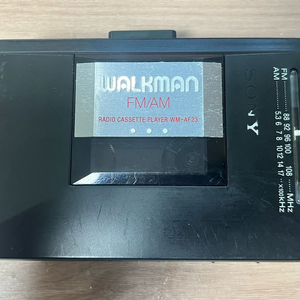 WALKMAN
FM/AM
RADIO CASSETTE PLAYER WM-AF23
SONY
FM 88 92 96 100 108 MHz
AM 5.3 6 7 8 10 12 14 17 X100kHz